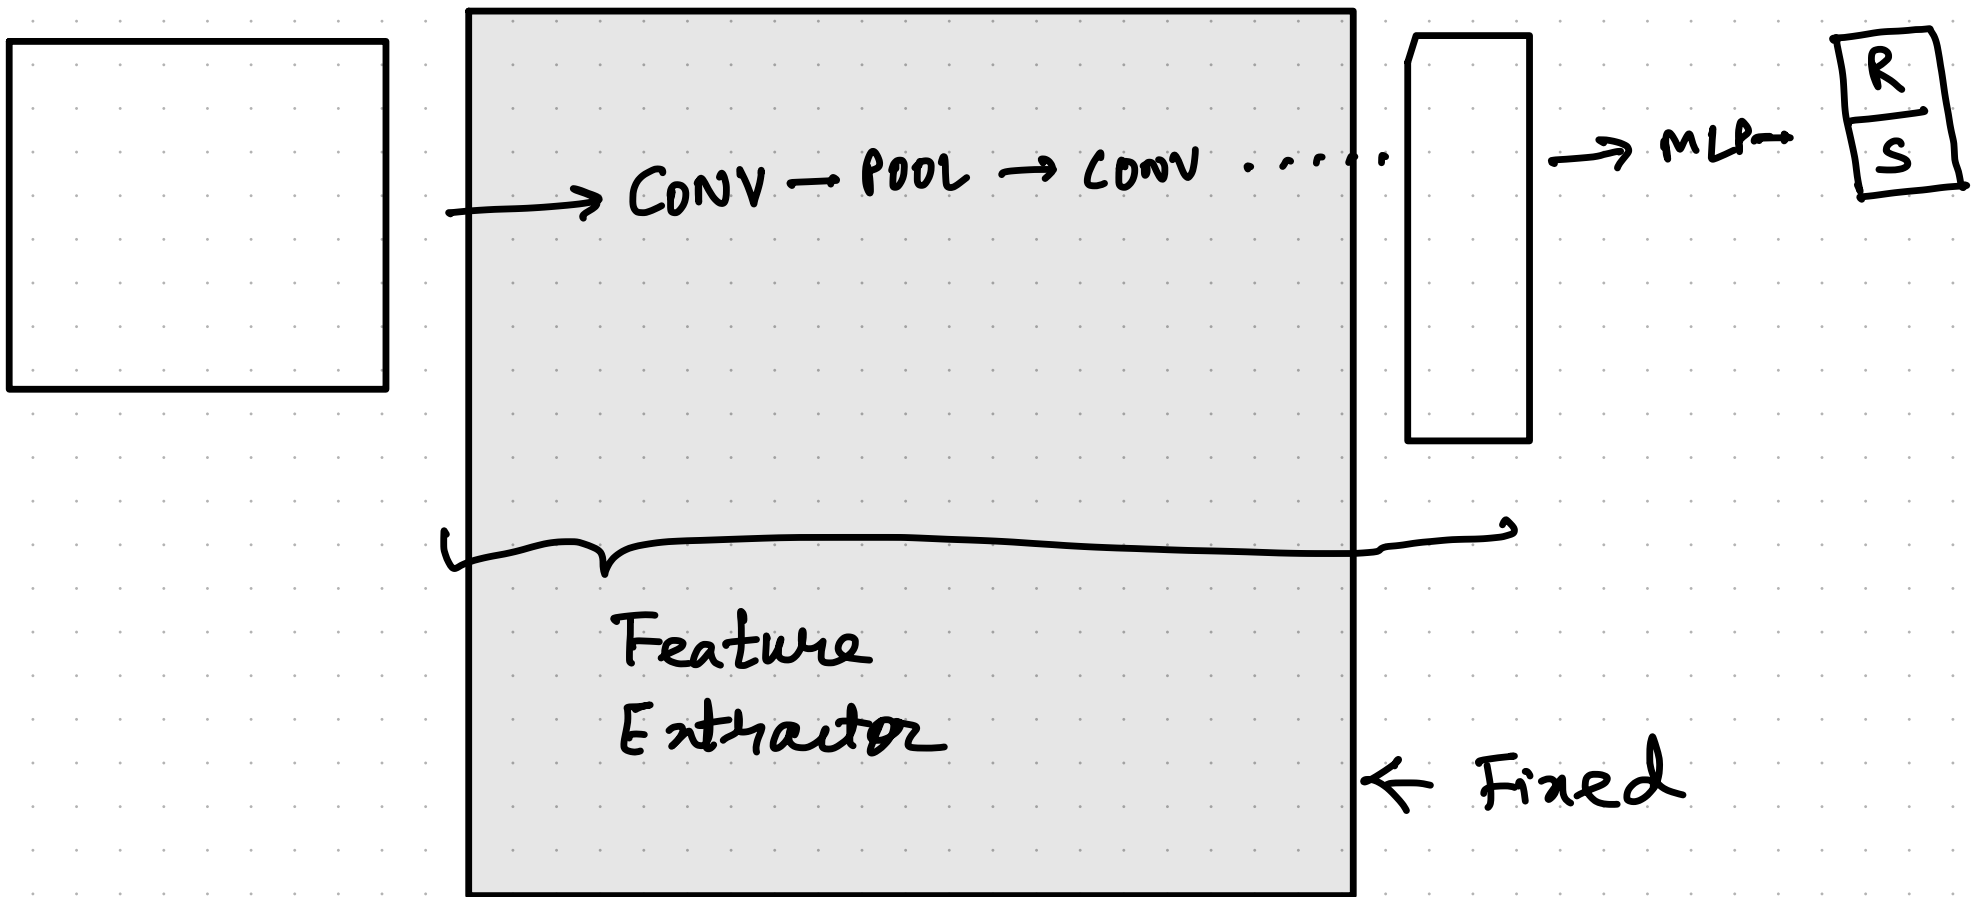 CONV POOL → CONV . . . . . → MLP
R
S
Feature
Extractor
← Fixed